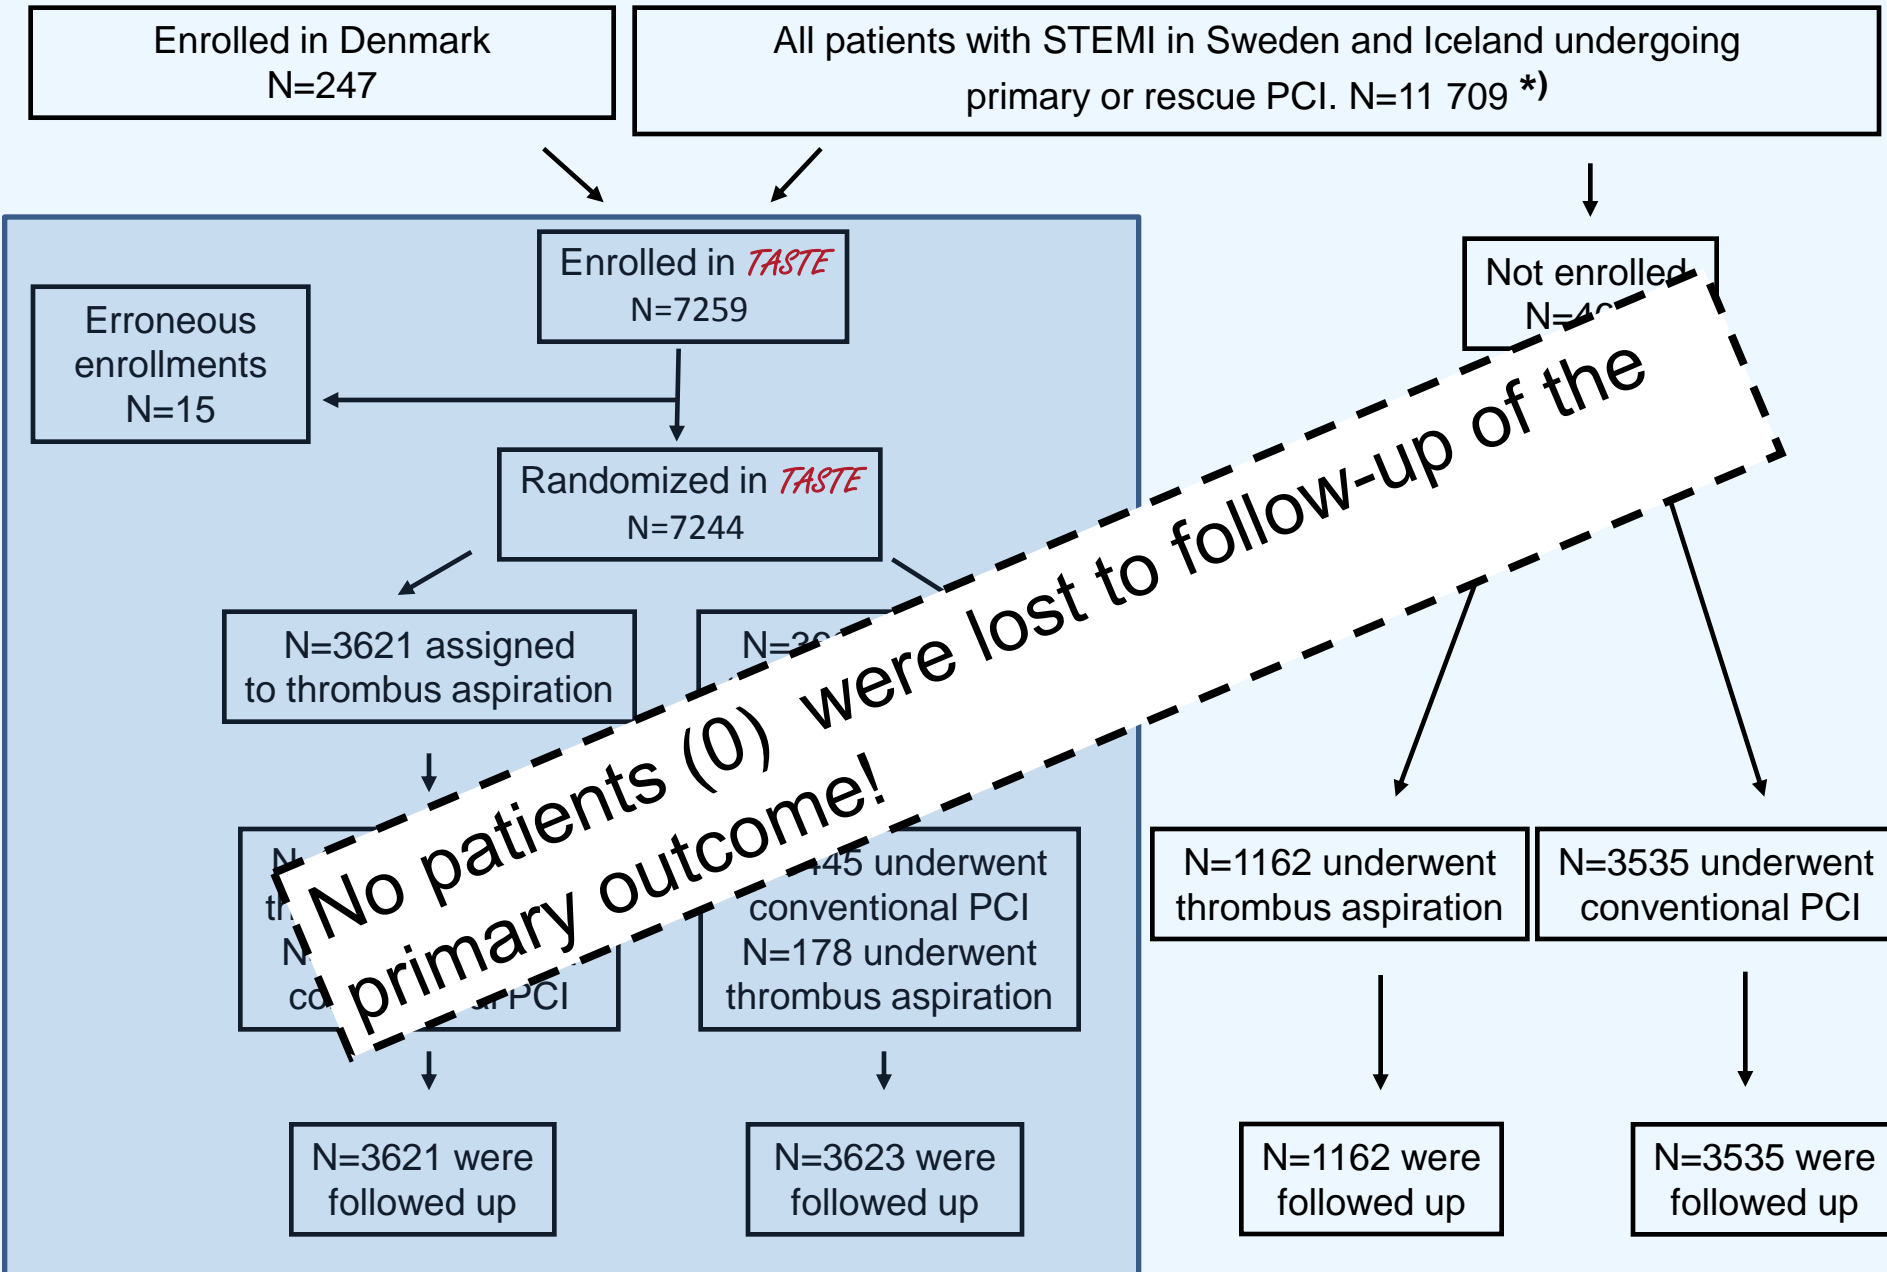 Enrolled in Denmark
N=247
All patients with STEMI in Sweden and Iceland undergoing
primary or rescue PCI. N=11 709 *)
Enrolled in TASTE
N=7259
Not enrolled
Erroneous
enrollments
N=15
Randomized in TASTE
N=7244
N=3621 assigned
to thrombus aspiration
No patients (0) were lost to follow-up of the
primary outcome!
underwent
conventional PCI
N=178 underwent
thrombus aspiration
PCI
N=1162 underwent
thrombus aspiration
N=3535 underwent
conventional PCI
N=3621 were
followed up
N=3623 were
followed up
N=1162 were
followed up
N=3535 were
followed up